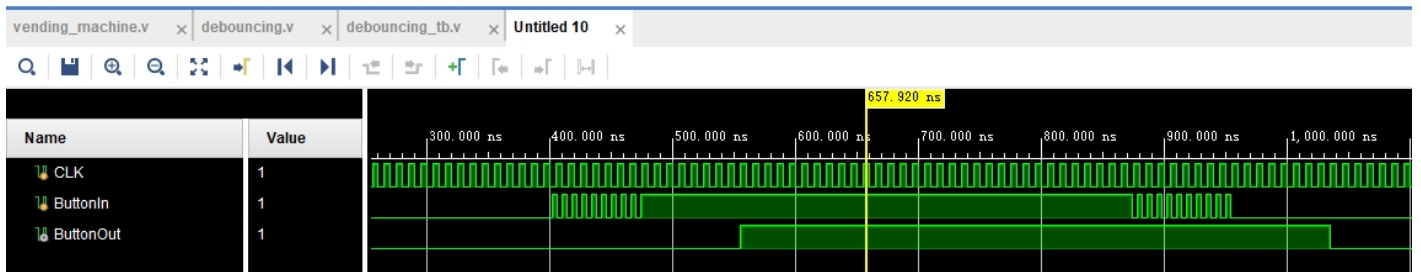 vending_machine.v × debouncing.v × debouncing_tb.v × Untitled 10 ×
657.920 ns
Name Value
300.000 ns 400.000 ns 500.000 ns 600.000 ns 700.000 ns 800.000 ns 900.000 ns 1,000.000 ns
CLK 1
ButtonIn 1
ButtonOut 1